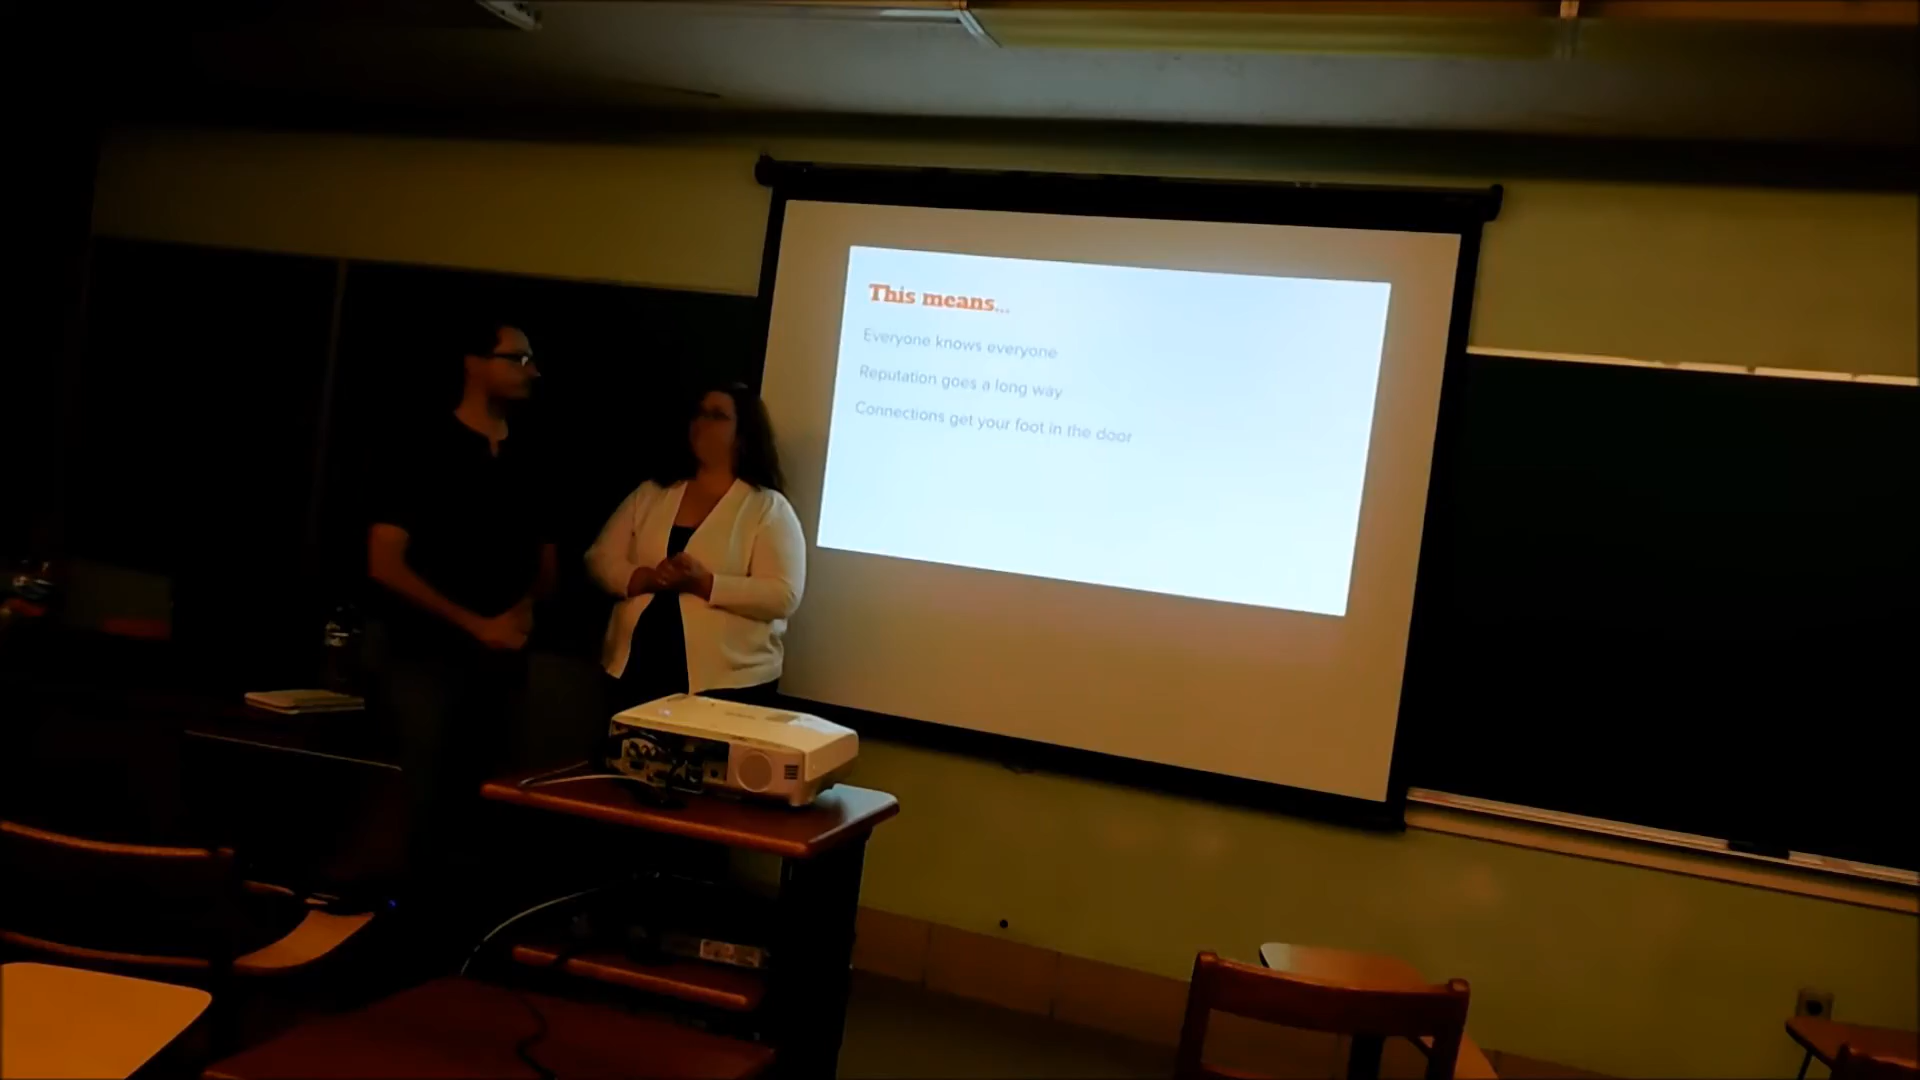 This means...
Everyone knows everyone
Reputation goes a long way
Connections get your foot in the door